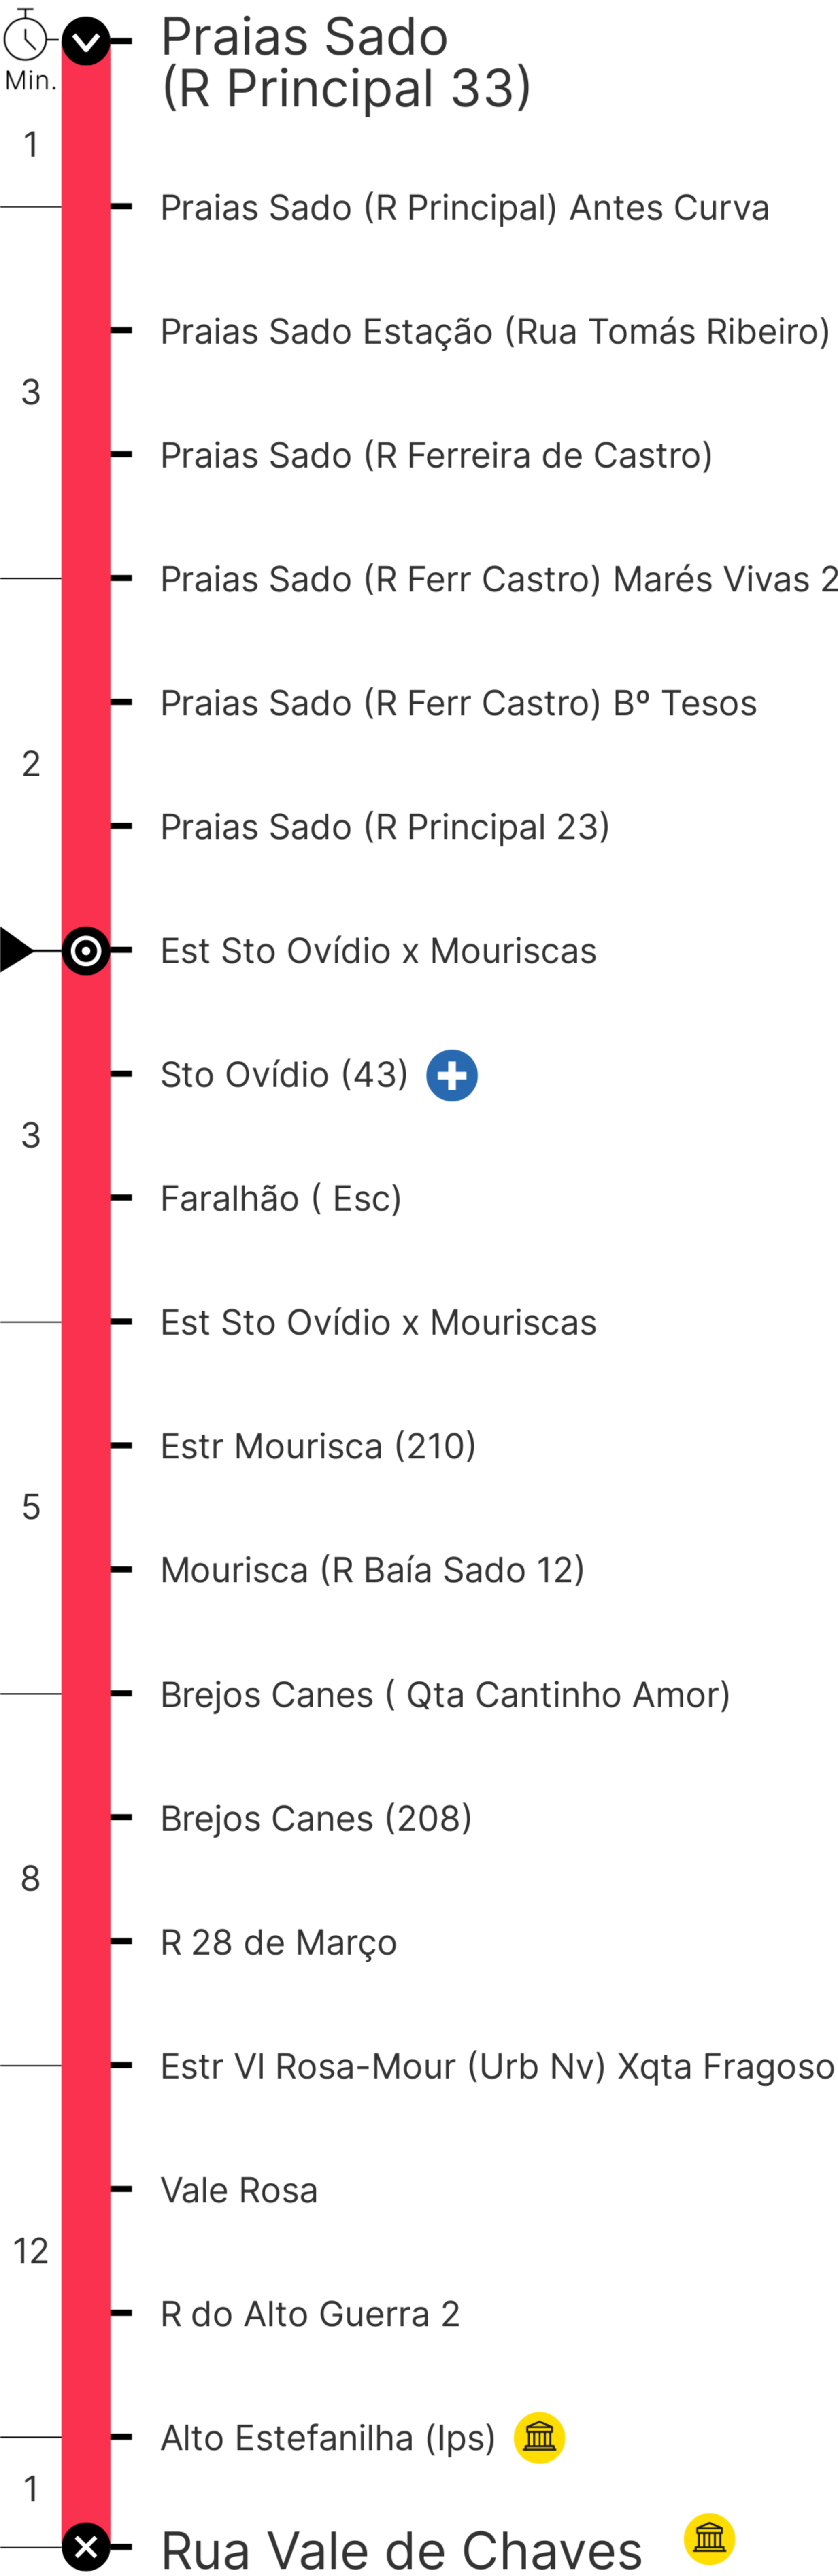 Min.
Praias Sado
(R Principal 33)
1
Praias Sado (R Principal) Antes Curva
Praias Sado Estação (Rua Tomás Ribeiro)
3
Praias Sado (R Ferreira de Castro)
Praias Sado (R Ferr Castro) Marés Vivas 2
Praias Sado (R Ferr Castro) Bº Tesos
2
Praias Sado (R Principal 23)
Est Sto Ovídio x Mouriscas
Sto Ovídio (43)
3
Faralhão ( Esc)
Est Sto Ovídio x Mouriscas
Estr Mourisca (210)
5
Mourisca (R Baía Sado 12)
Brejos Canes ( Qta Cantinho Amor)
Brejos Canes (208)
8
R 28 de Março
Estr Vl Rosa-Mour (Urb Nv) Xqta Fragoso
Vale Rosa
12
R do Alto Guerra 2
Alto Estefanilha (Ips)
1
Rua Vale de Chaves